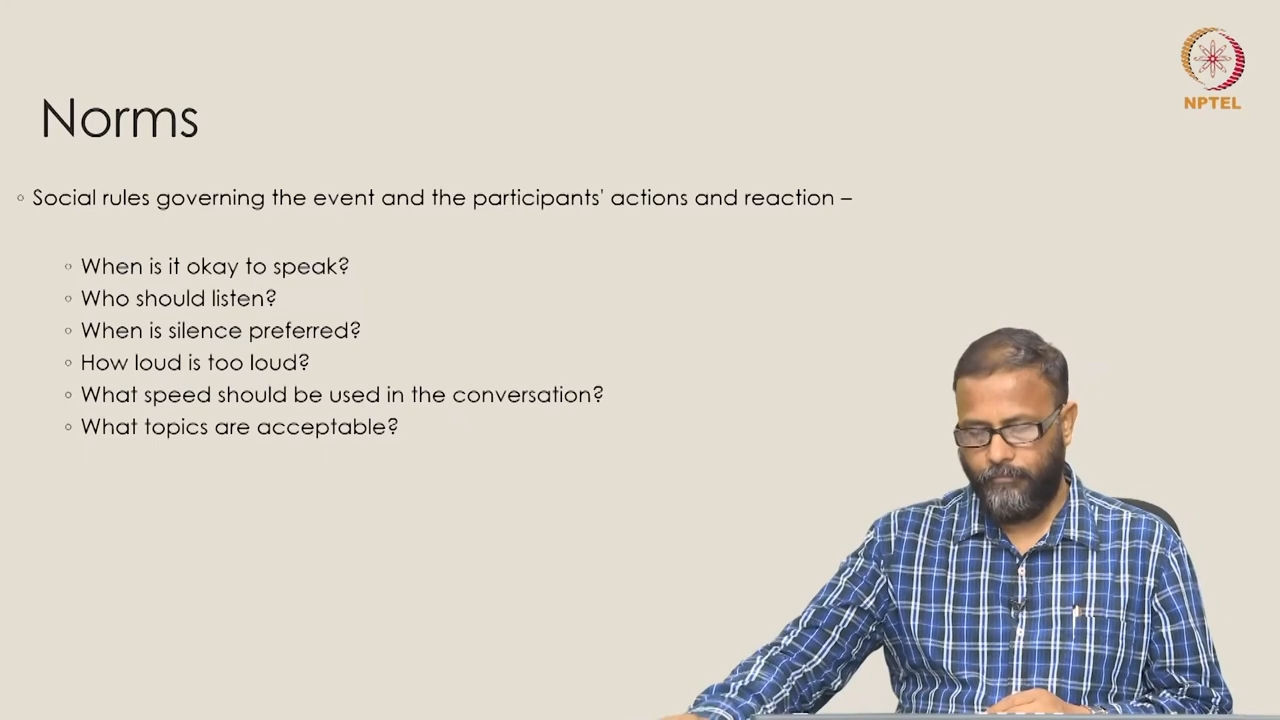 NPTEL
Norms
◦ Social rules governing the event and the participants' actions and reaction –
◦ When is it okay to speak?
◦ Who should listen?
◦ When is silence preferred?
◦ How loud is too loud?
◦ What speed should be used in the conversation?
◦ What topics are acceptable?